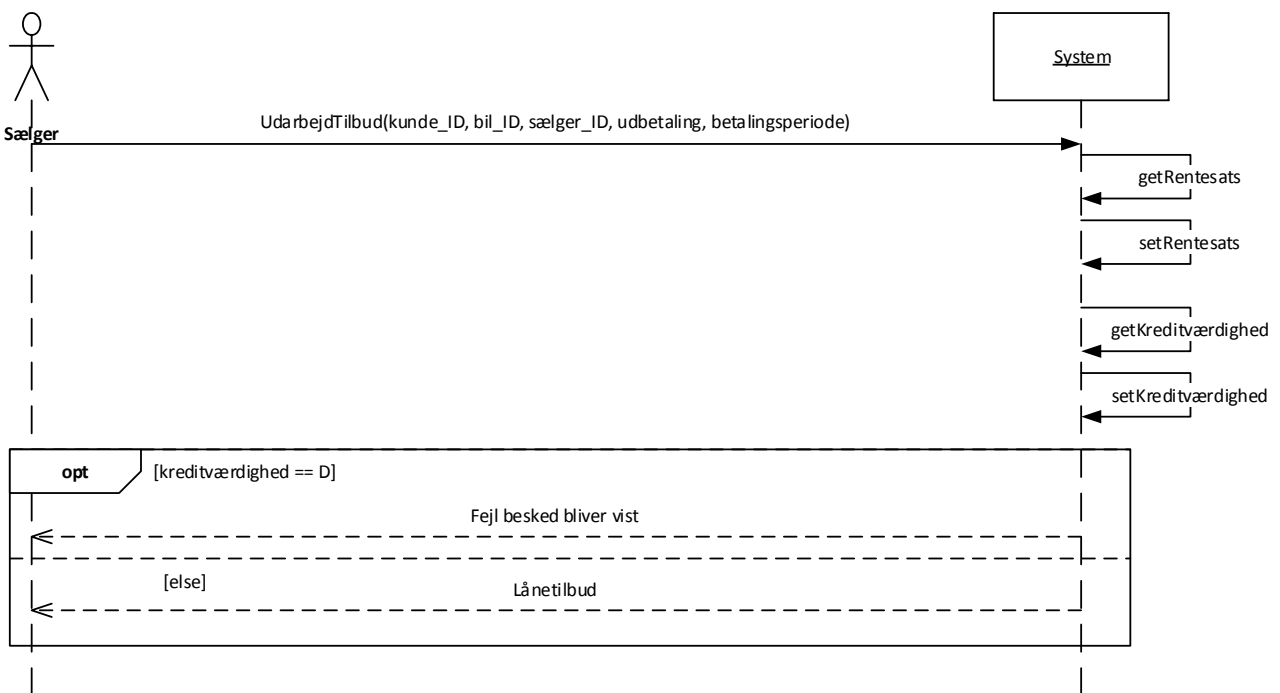 System
Sælger
UdarbejdTilbud(kunde_ID, bil_ID, sælger_ID, udbetaling, betalingsperiode)
getRentesats
setRentesats
getKreditværdighed
setKreditværdighed
opt
[kreditværdighed == D]
Fejl besked bliver vist
[else]
Lånetilbud